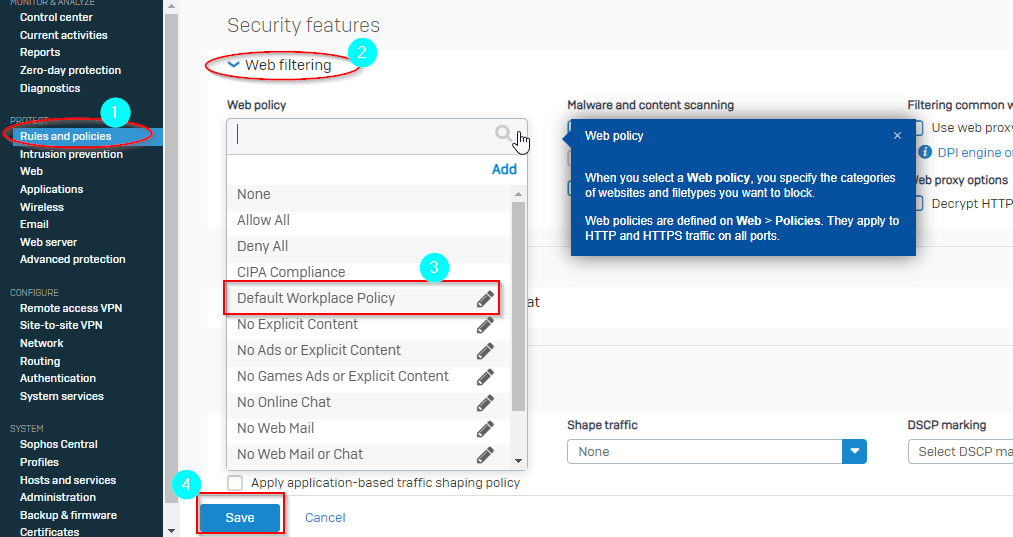 MONITOR & ANALYZE
Control center
Current activities
Reports
Zero-day protection
Diagnostics
PROTECT
1
Rules and policies
Intrusion prevention
Web
Applications
Wireless
Email
Web server
Advanced protection
CONFIGURE
Remote access VPN
Site-to-site VPN
Network
Routing
Authentication
System services
SYSTEM
Sophos Central
Profiles
Hosts and services
Administration
Backup & firmware
Certificates
Security features
2
Web filtering
Web policy
Add
None
Allow All
Deny All
CIPA Compliance
3
Default Workplace Policy
No Explicit Content
No Ads or Explicit Content
No Games Ads or Explicit Content
No Online Chat
No Web Mail
No Web Mail or Chat
Apply application-based traffic shaping policy
4
Save
Cancel
Malware and content scanning
Web policy
×
When you select a Web policy, you specify the categories
of websites and filetypes you want to block.
Web policies are defined on Web > Policies. They apply to
HTTP and HTTPS traffic on all ports.
at
Shape traffic
None
Filtering common w
Use web proxy
DPI engine o
eb proxy options
Decrypt HTTP
DSCP marking
Select DSCP ma